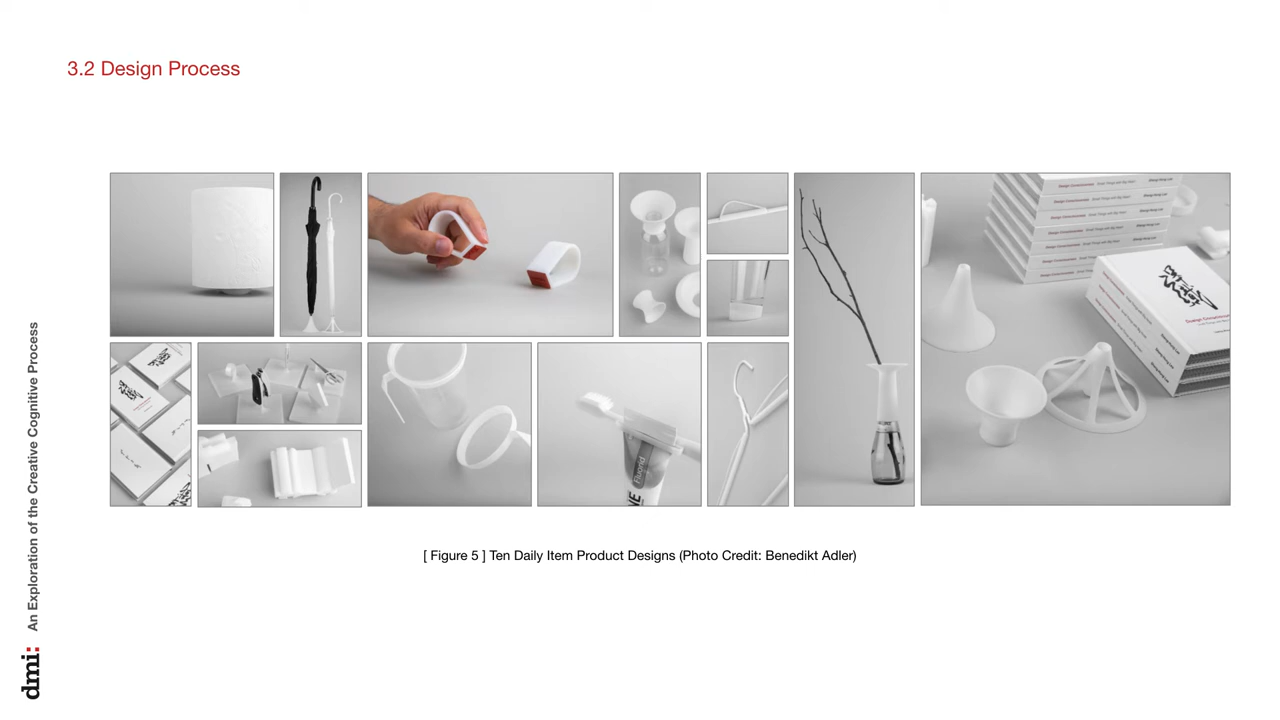 3.2 Design Process
Fluorid
[ Figure 5 ] Ten Daily Item Product Designs (Photo Credit: Benedikt Adler)
An Exploration of the Creative Cognitive Process
dmi: